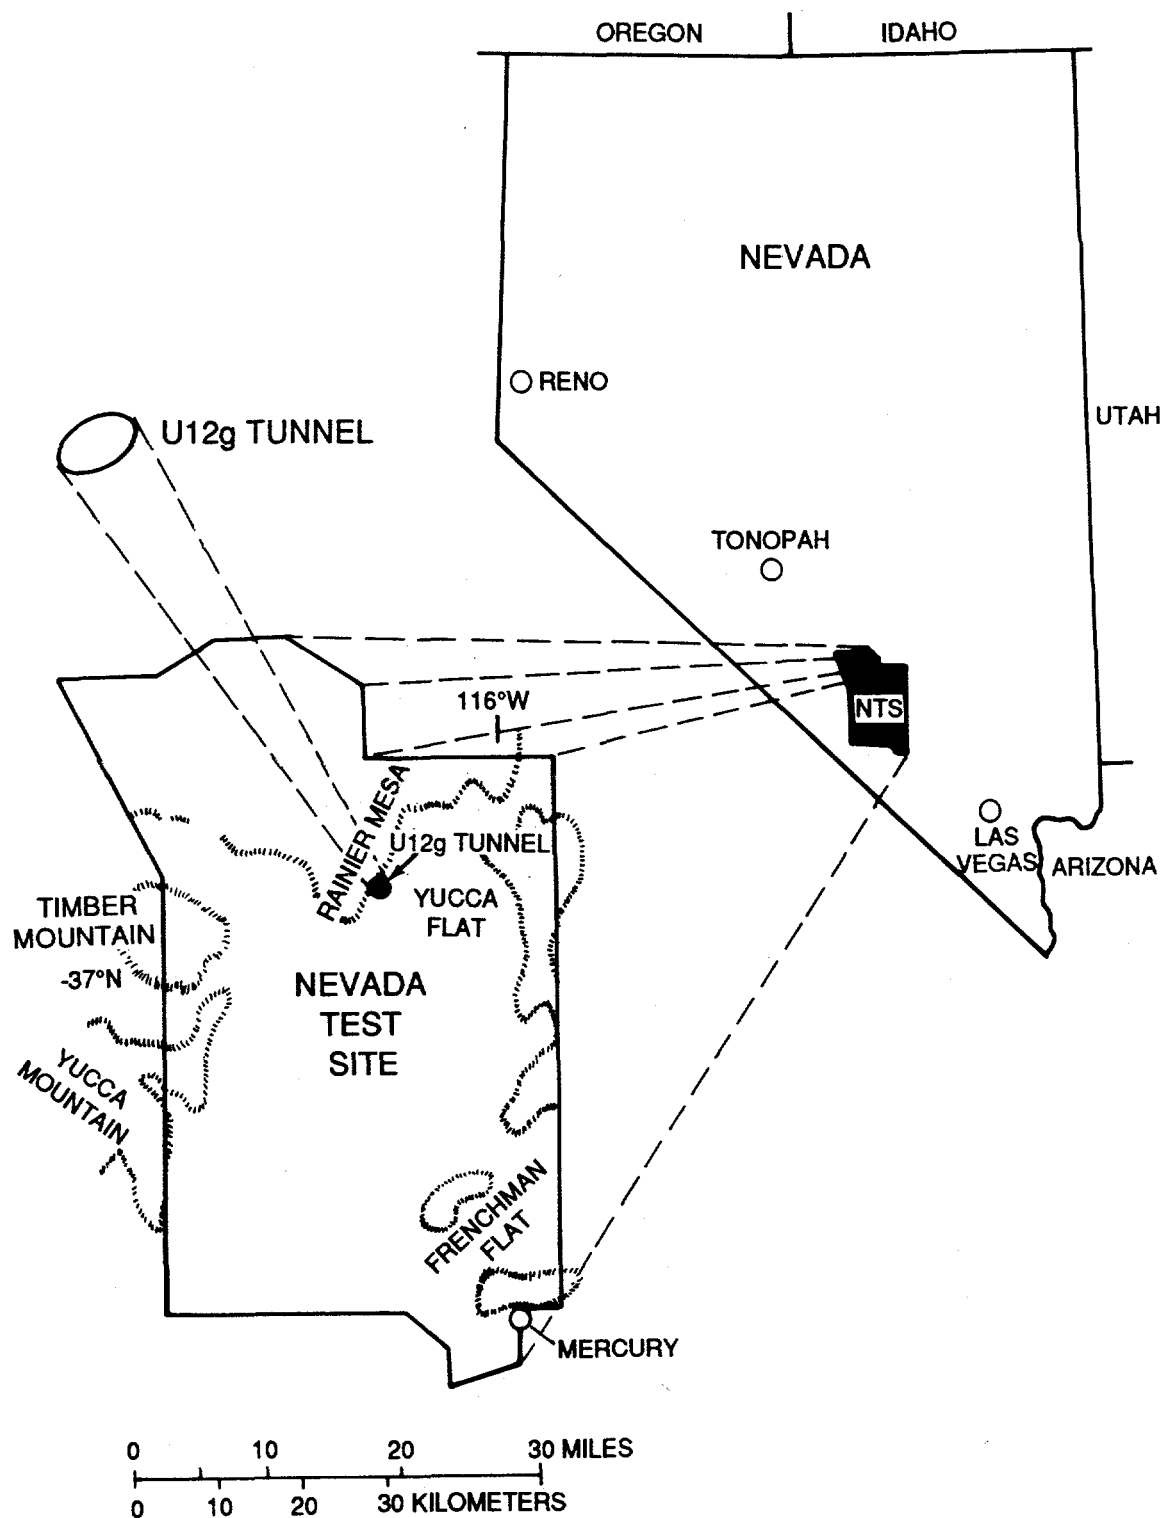 OREGON
IDAHO
NEVADA
RENO
UTAH
U12g TUNNEL
TONOPAH
116°W
NTS
RAINIER MESA
U12g TUNNEL
LAS
VEGAS
ARIZONA
YUCCA
FLAT
TIMBER
MOUNTAIN
-37°N
NEVADA
TEST
SITE
YUCCA
MOUNTAIN
FRENCHMAN
FLAT
MERCURY
0 10 20 30 MILES
0 10 20 30 KILOMETERS